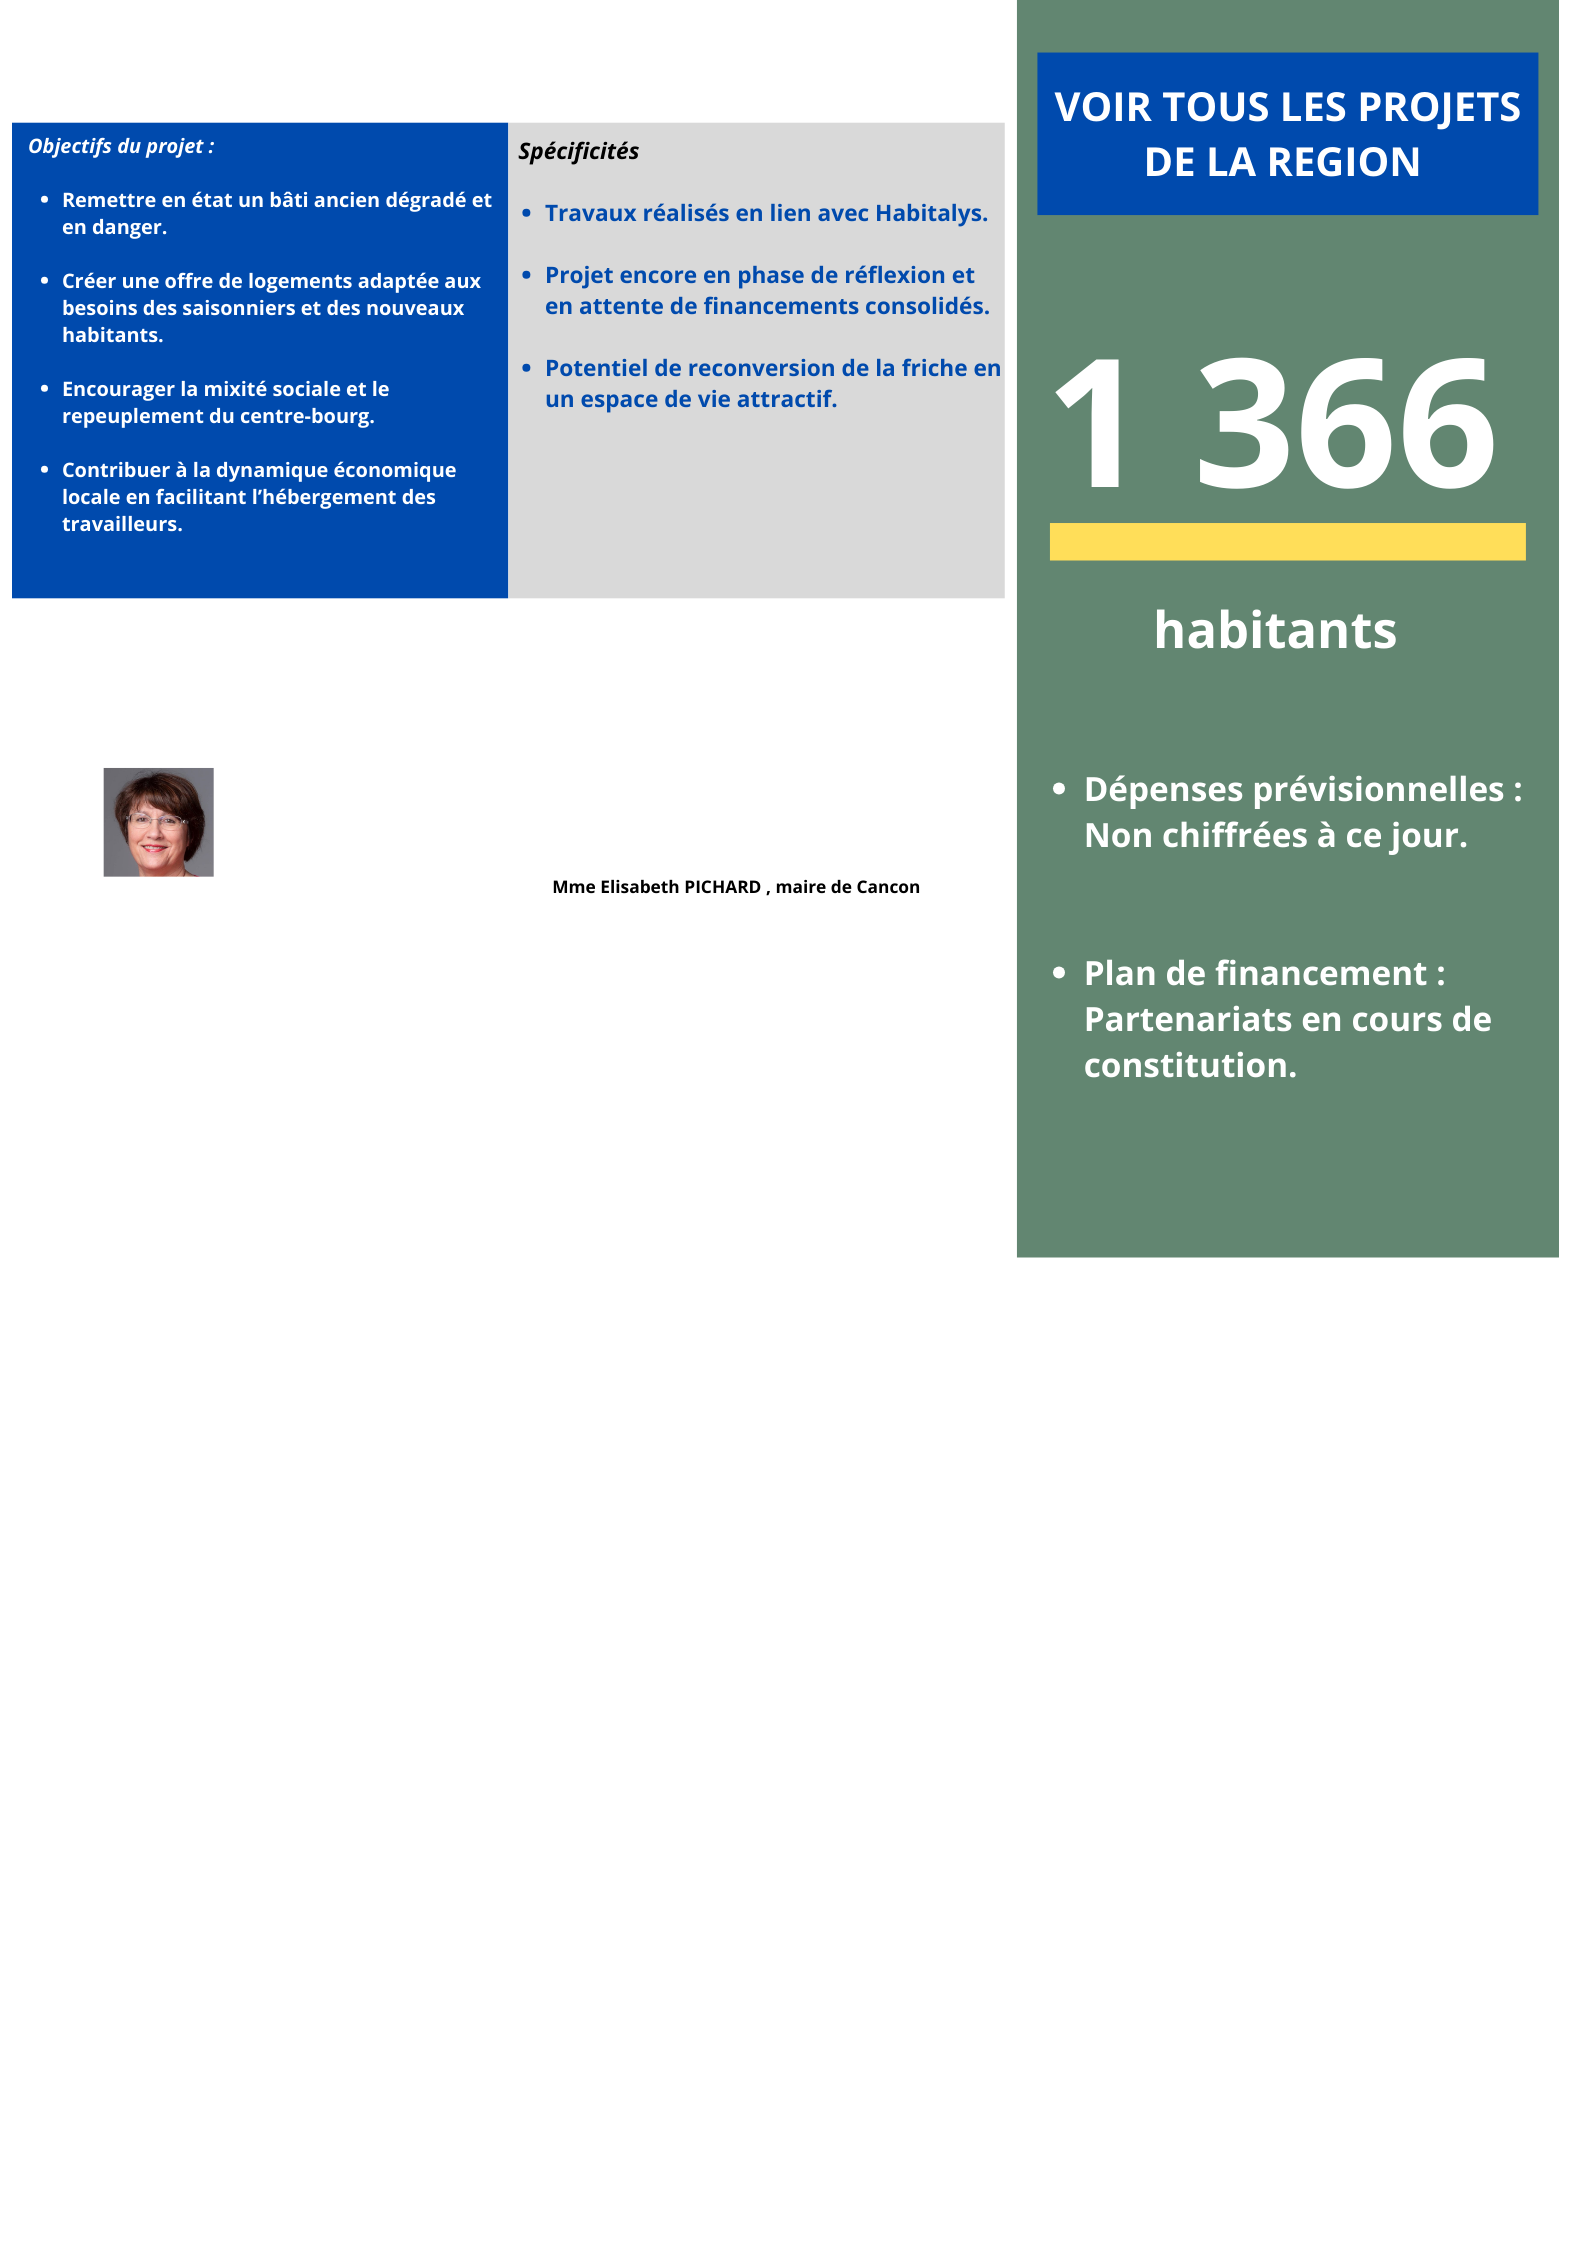 Objectifs du projet :
• Remettre en état un bâti ancien dégradé et
en danger.
• Créer une offre de logements adaptée aux
besoins des saisonniers et des nouveaux
habitants.
• Encourager la mixité sociale et le
repeuplement du centre-bourg.
• Contribuer à la dynamique économique
locale en facilitant l’hébergement des
travailleurs.
Spécificités
• Travaux réalisés en lien avec Habitalys.
• Projet encore en phase de réflexion et
en attente de financements consolidés.
• Potentiel de reconversion de la friche en
un espace de vie attractif.
Mme Elisabeth PICHARD , maire de Cancon
VOIR TOUS LES PROJETS
DE LA REGION
1 366
habitants
• Dépenses prévisionnelles :
Non chiffrées à ce jour.
• Plan de financement :
Partenariats en cours de
constitution.